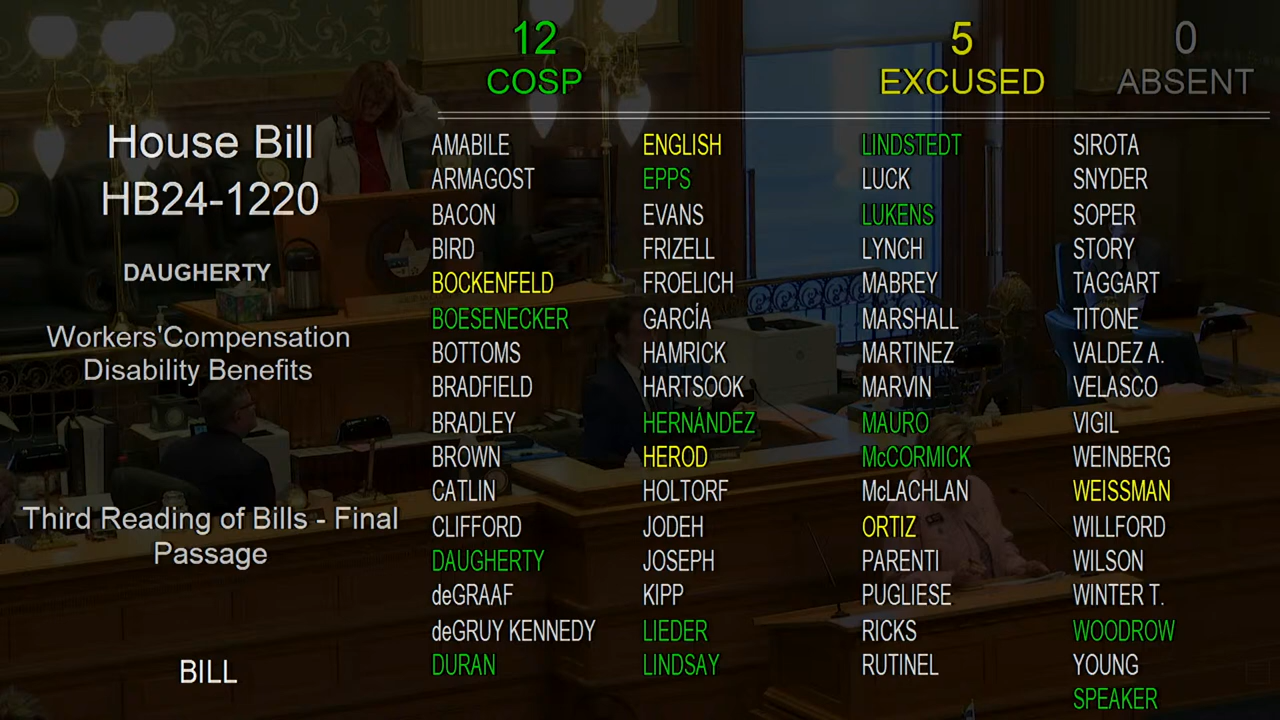 12
COSP
5
EXCUSED
0
ABSENT
House Bill
HB24-1220
DAUGHERTY
Workers'Compensation
Disability Benefits
Third Reading of Bills - Final
Passage
BILL
AMABILE
ARMAGOST
BACON
BIRD
BOCKENFELD
BOESENECKER
BOTTOMS
BRADFIELD
BRADLEY
BROWN
CATLIN
CLIFFORD
DAUGHERTY
deGRAAF
deGRUY KENNEDY
DURAN
ENGLISH
EPPS
EVANS
FRIZELL
FROELICH
GARCÍA
HAMRICK
HARTSOOK
HERNÁNDEZ
HEROD
HOLTORF
JODEH
JOSEPH
KIPP
LIEDER
LINDSAY
LINDSTEDT
LUCK
LUKENS
LYNCH
MABREY
MARSHALL
MARTINEZ
MARVIN
MAURO
McCORMICK
McLACHLAN
ORTIZ
PARENTI
PUGLIESE
RICKS
RUTINEL
SIROTA
SNYDER
SOPER
STORY
TAGGART
TITONE
VALDEZ A.
VELASCO
VIGIL
WEINBERG
WEISSMAN
WILLFORD
WILSON
WINTER T.
WOODROW
YOUNG
SPEAKER